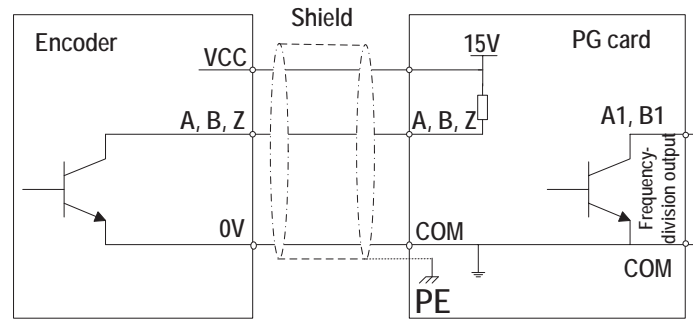 Shield
Encoder
PG card
15V
VCC
A, B, Z
A, B, Z
A1, B1
Frequency-
division output
0V
COM
COM
PE